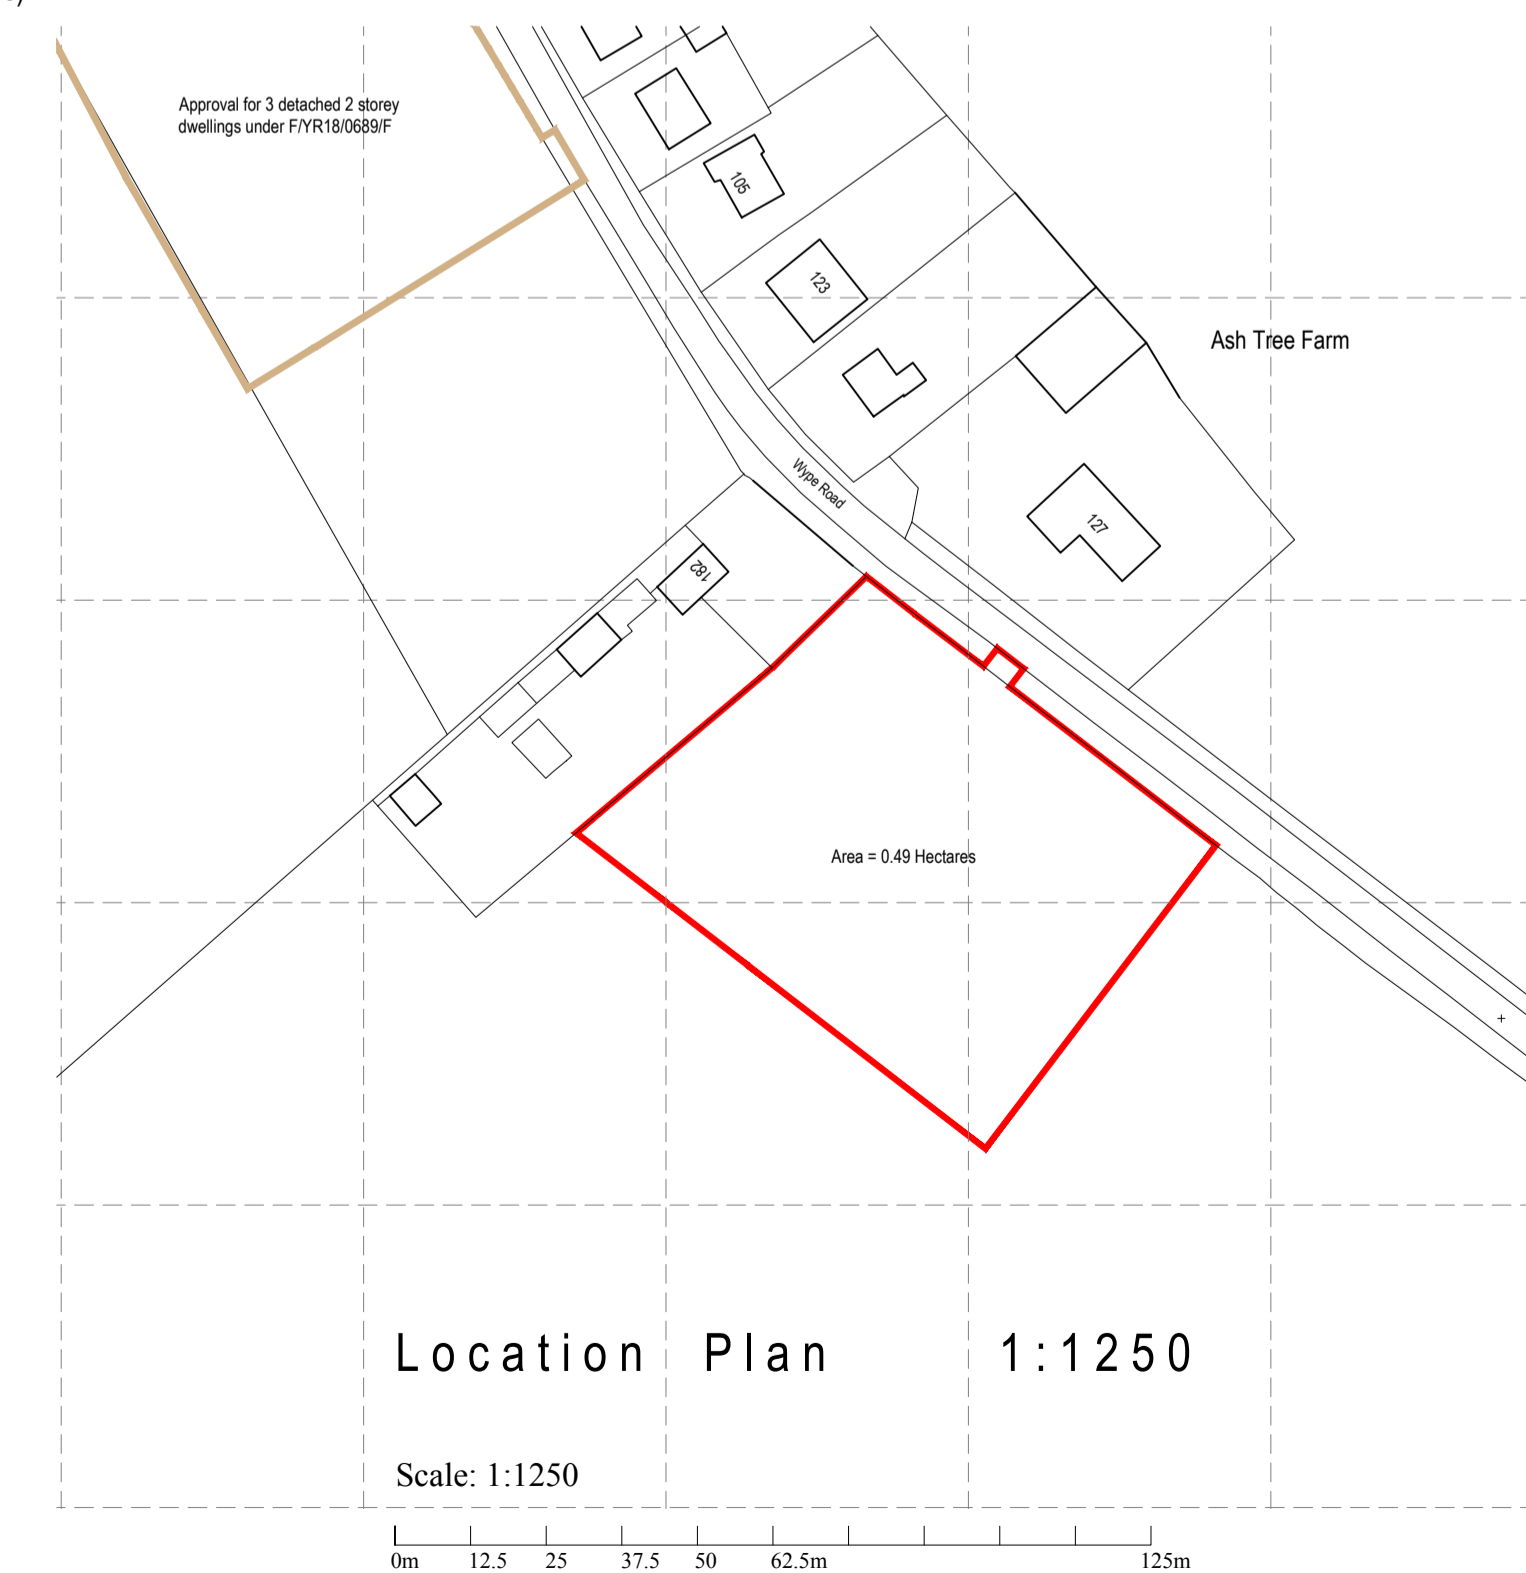 Approval for 3 detached 2 storey
dwellings under F/YR18/0689/F
105
123
Ash Tree Farm
Wype Road
127
182
Area = 0.49 Hectares
Location Plan 1:1250
Scale: 1:1250
0m 12.5 25 37.5 50 62.5m 125m